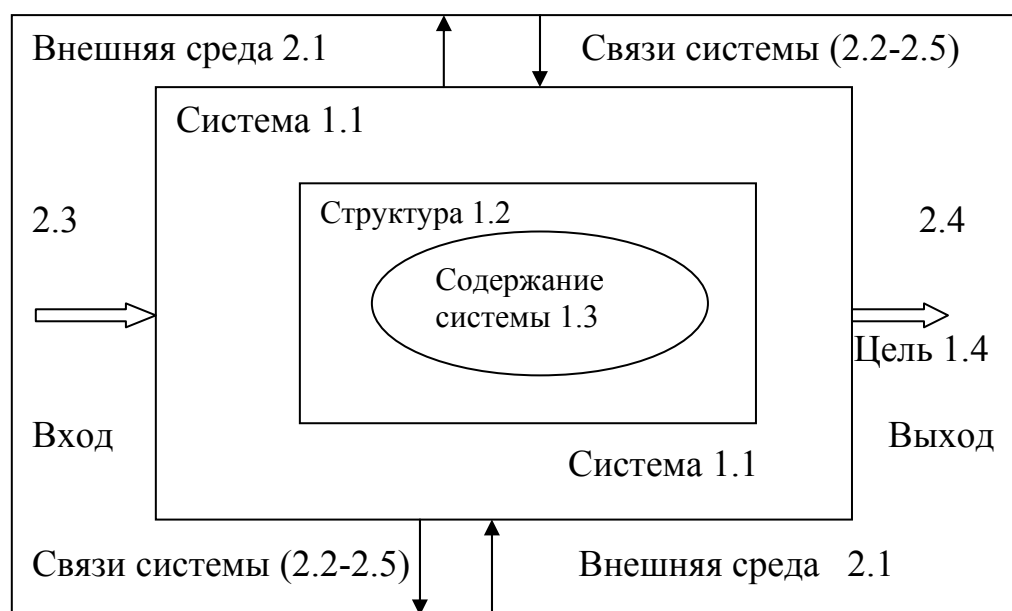 Внешняя среда 2.1
Связи системы (2.2-2.5)
Система 1.1
2.3
Структура 1.2
2.4
Содержание
системы 1.3
Цель 1.4
Вход
Выход
Система 1.1
Связи системы (2.2-2.5)
Внешняя среда 2.1